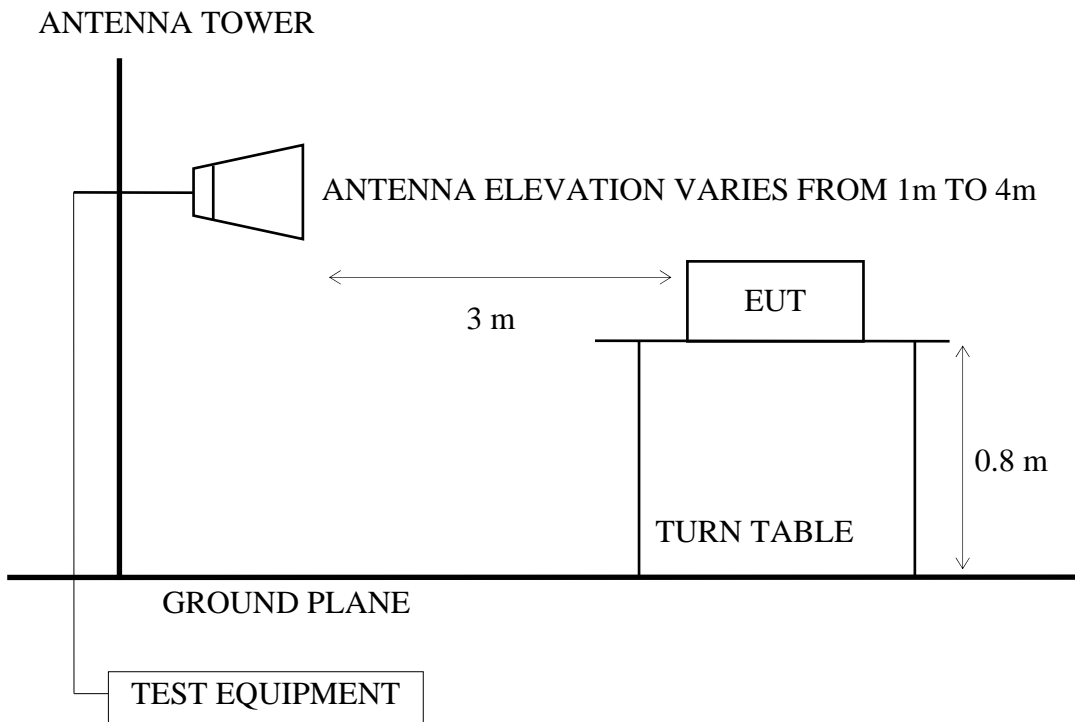 ANTENNA TOWER
ANTENNA ELEVATION VARIES FROM 1m TO 4m
EUT
3 m
0.8 m
TURN TABLE
GROUND PLANE
TEST EQUIPMENT